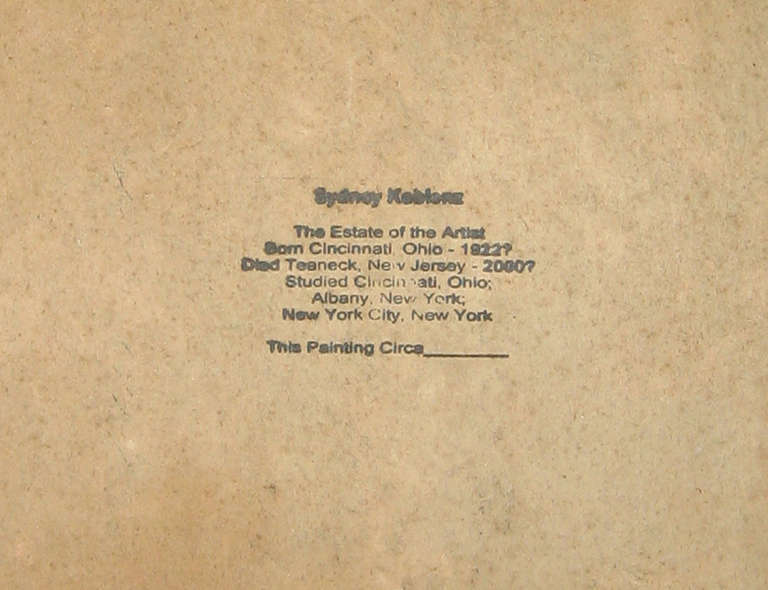 Sydney Koblenz
The Estate of the Artist
Born Cincinnati, Ohio - 1922?
Died Teaneck, New Jersey - 2000?
Studied Cincinnati, Ohio;
Albany, New York;
New York City, New York
This Painting Circa________